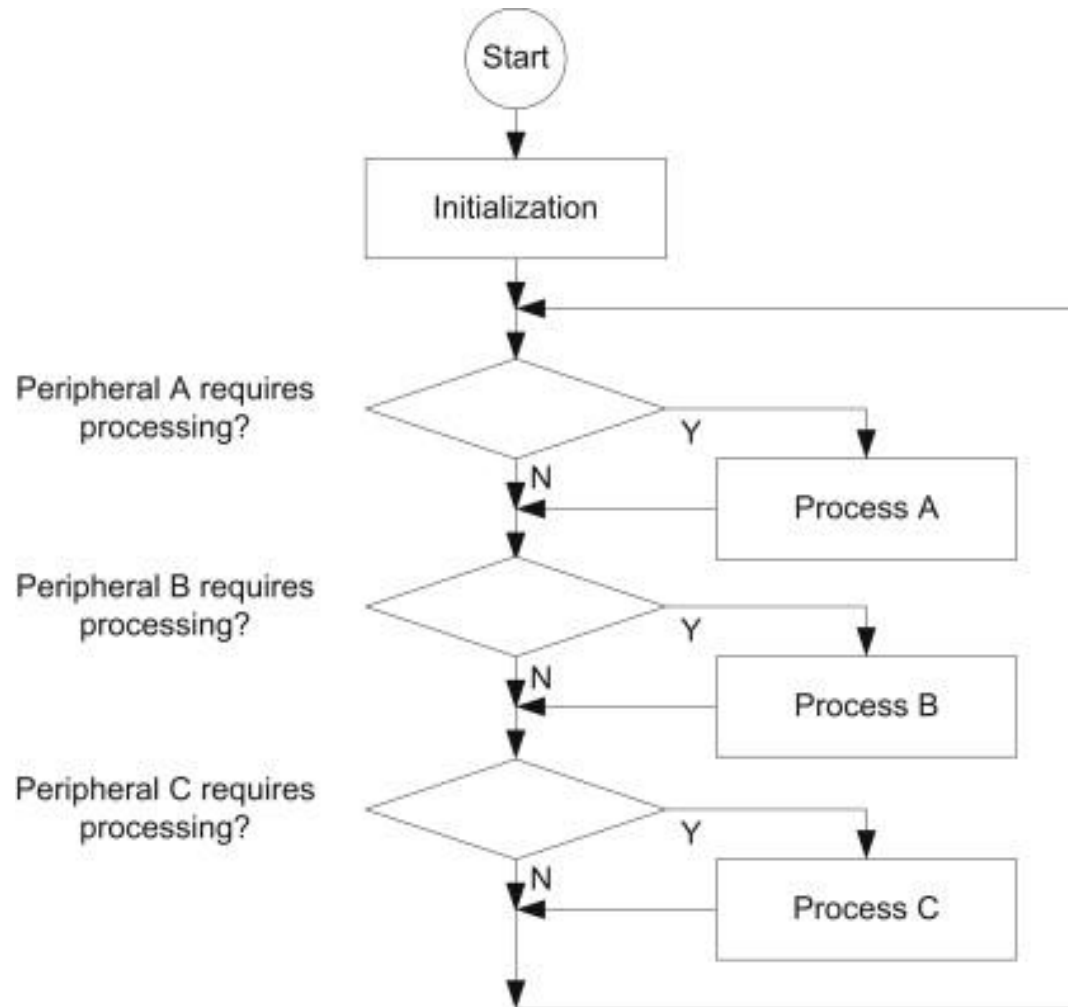 Start
Initialization
Peripheral A requires
processing?
Y
N
Process A
Peripheral B requires
processing?
Y
N
Process B
Peripheral C requires
processing?
Y
N
Process C